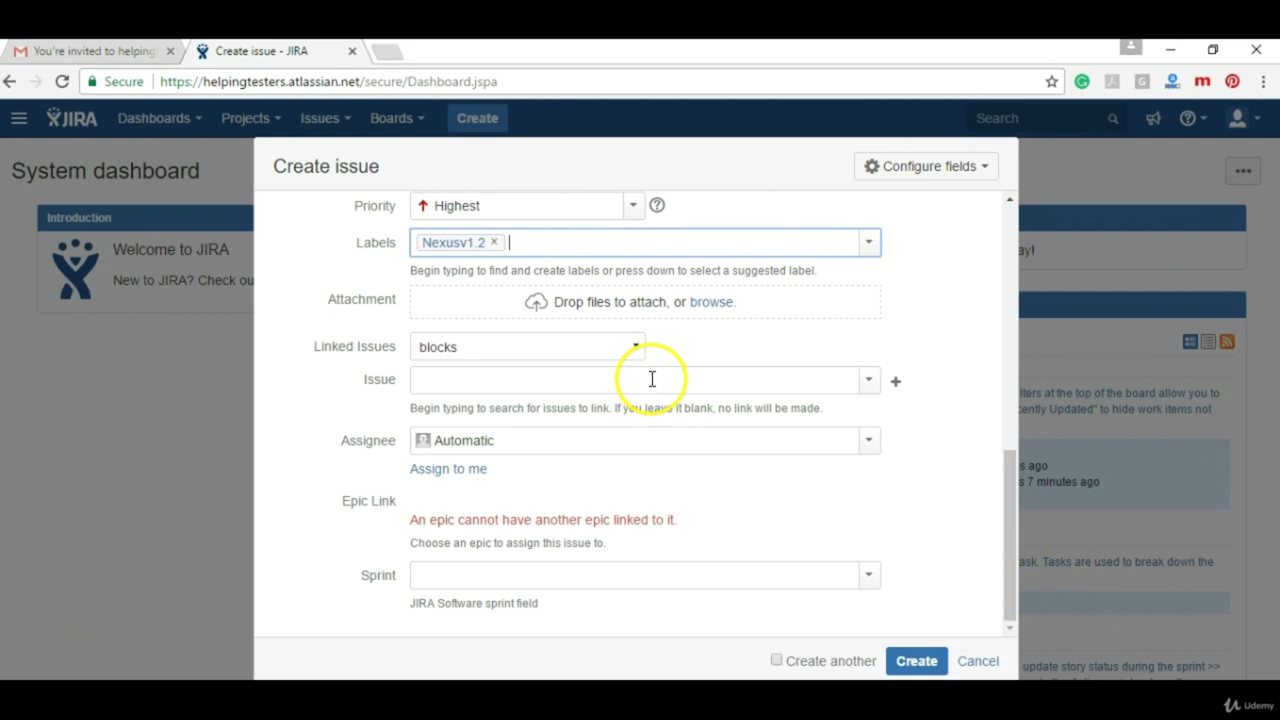 You're invited to helping
Create issue - JIRA
Secure
https://helpingtesters.atlassian.net/secure/Dashboard.jspa
JIRA
Dashboards
Projects
Issues
Boards
Create
Search
System dashboard
Create issue
Configure fields
Introduction
Welcome to JIRA
New to JIRA? Check ou
ay!
Priority
Highest
Labels
Nexusv1.2
Begin typing to find and create labels or press down to select a suggested label.
Attachment
Drop files to attach, or browse.
Linked Issues
blocks
Issue
Begin typing to search for issues to link. If you leave it blank, no link will be made.
Assignee
Automatic
Assign to me
Epic Link
An epic cannot have another epic linked to it.
Choose an epic to assign this issue to.
Sprint
JIRA Software sprint field
lters at the top of the board allow you to
cently Updated" to hide work items not
s ago
s 7 minutes ago
ask. Tasks are used to break down the
update story status during the sprint >>
Create another
Create
Cancel
Udemy